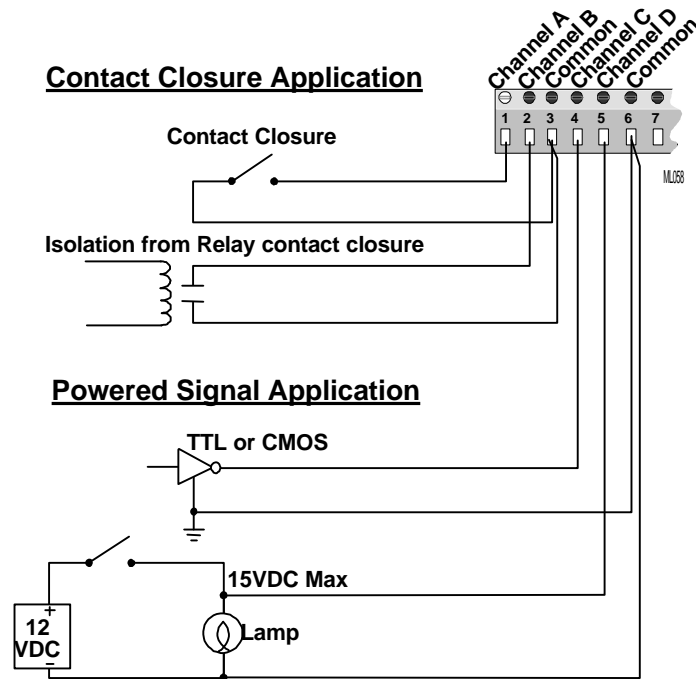 Channel A
Channel B
Common
Channel C
Channel D
Common
Contact Closure Application
1 2 3 4 5 6 7
Contact Closure
ML058
Isolation from Relay contact closure
Powered Signal Application
TTL or CMOS
15VDC Max
+
12
VDC
Lamp
–